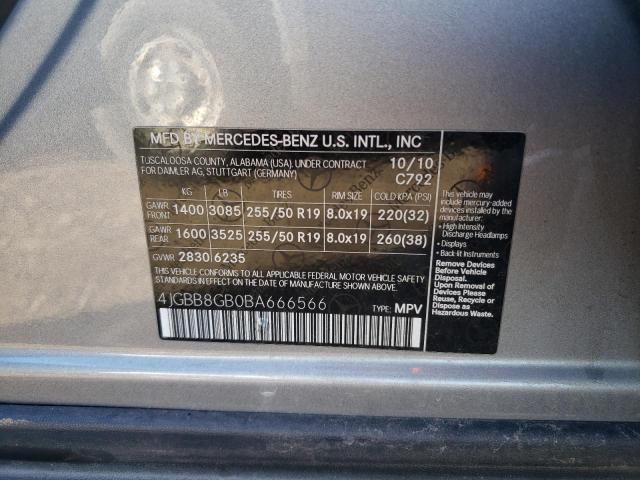 MFD BY MERCEDES-BENZ U.S. INTL., INC
TUSCALOOSA COUNTY, ALABAMA (USA). UNDER CONTRACT 10/10
FOR DAIMLER AG, STUTTGART (GERMANY) C792
KG LB TIRES RIM SIZE COLD KPA (PSI)
GAWR FRONT 1400 3085 255/50 R19 8.0x19 220(32)
GAWR REAR 1600 3525 255/50 R19 8.0x19 260(38)
GVWR 2830 6235
THIS VEHICLE CONFORMS TO ALL APPLICABLE FEDERAL MOTOR VEHICLE SAFETY
STANDARDS IN EFFECT ON THE DATE OF MANUFACTURE SHOWN ABOVE.
4JGBB8GB0BA666566
TYPE: MPV
This vehicle may
include mercury-added
devices installed by
the manufacturer:
• High Intensity
Discharge Headlamps
• Displays
• Back-lit Instruments
Remove Devices
Before Vehicle
Disposal.
Upon Removal
Reuse, Recycle or
Dispose as
Hazardous Waste.